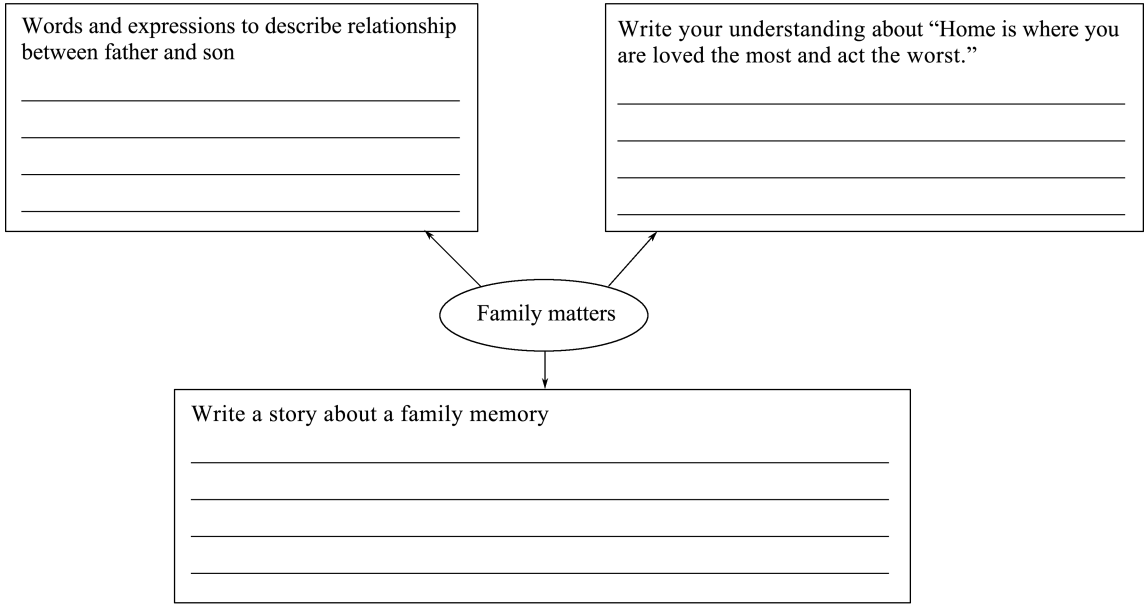 Words and expressions to describe relationship
between father and son
Write your understanding about “Home is where you
are loved the most and act the worst.”
Family matters
Write a story about a family memory